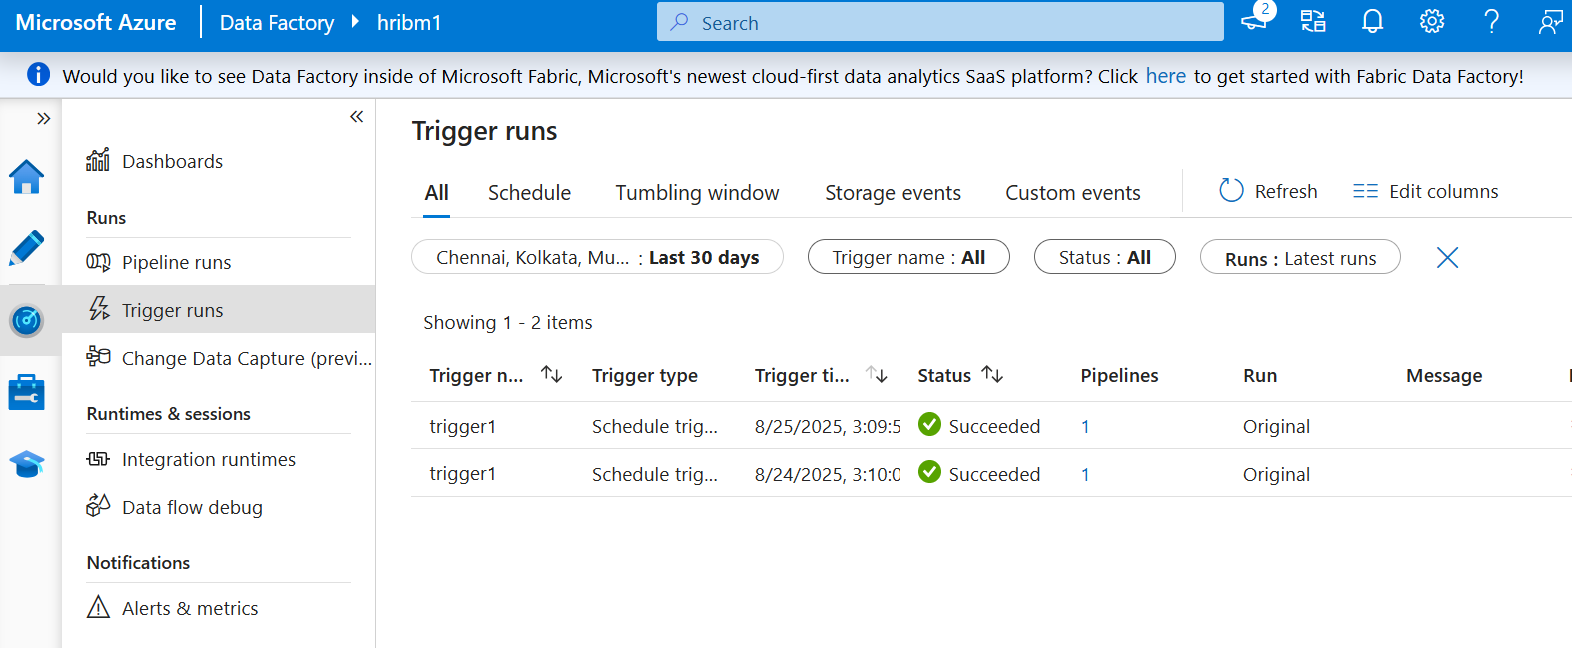 Microsoft Azure Data Factory hribm1 Search 2
Would you like to see Data Factory inside of Microsoft Fabric, Microsoft's newest cloud-first data analytics SaaS platform? Click here to get started with Fabric Data Factory!
Dashboards
Runs
Pipeline runs
Trigger runs
Change Data Capture (previ...
Runtimes & sessions
Integration runtimes
Data flow debug
Notifications
Alerts & metrics
Trigger runs
All Schedule Tumbling window Storage events Custom events Refresh Edit columns
Chennai, Kolkata, Mu... : Last 30 days Trigger name : All Status : All Runs : Latest runs
Showing 1 - 2 items
Trigger n... Trigger type Trigger ti... Status Pipelines Run Message
trigger1 Schedule trig... 8/25/2025, 3:09:5 Succeeded 1 Original
trigger1 Schedule trig... 8/24/2025, 3:10:0 Succeeded 1 Original